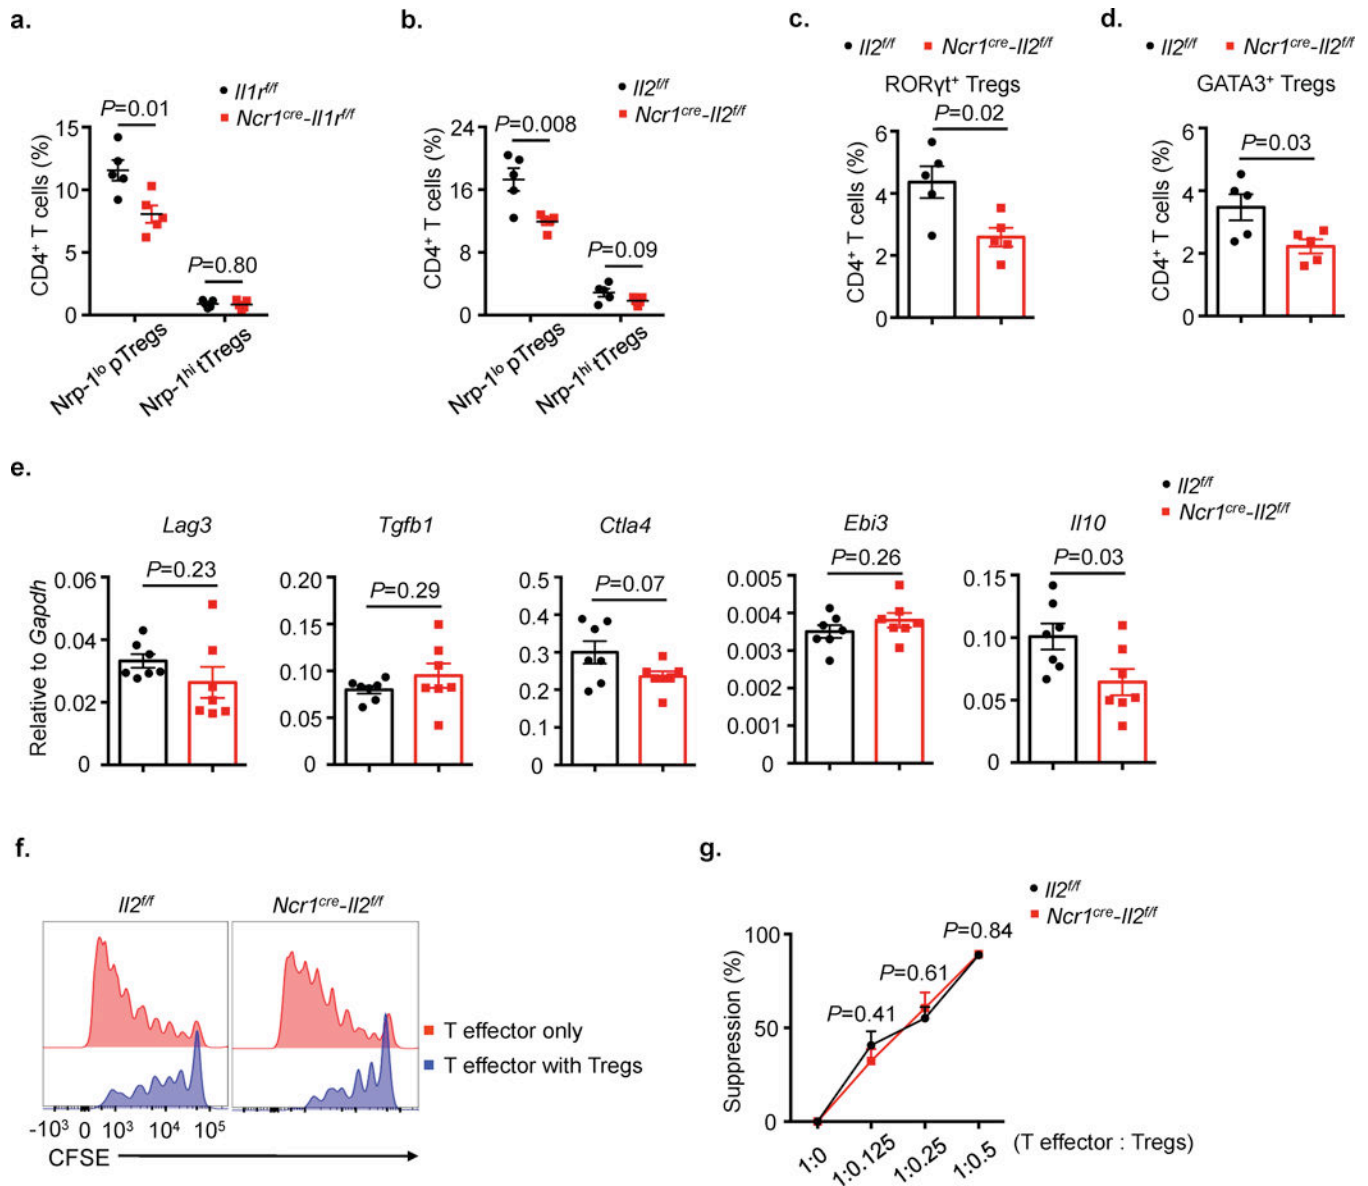 a.
Il1r^f/f
Ncr1^cre-Il1r^f/f
P=0.01
P=0.80
CD4⁺ T cells (%)
15
10
5
0
Nrp-1^lo pTregs
Nrp-1^hi tTregs
b.
Il2^f/f
Ncr1^cre-Il2^f/f
P=0.008
P=0.09
CD4⁺ T cells (%)
24
16
8
0
Nrp-1^lo pTregs
Nrp-1^hi tTregs
c.
Il2^f/f Ncr1^cre-Il2^f/f
RORγt⁺ Tregs
P=0.02
CD4⁺ T cells (%)
6
4
2
0
d.
Il2^f/f Ncr1^cre-Il2^f/f
GATA3⁺ Tregs
P=0.03
CD4⁺ T cells (%)
6
4
2
0
e.
Il2^f/f
Ncr1^cre-Il2^f/f
Relative to Gapdh
Lag3
P=0.23
0.06
0.04
0.02
0
Tgfb1
P=0.29
0.20
0.15
0.10
0.05
0
Ctla4
P=0.07
0.5
0.4
0.3
0.2
0.1
0
Ebi3
P=0.26
0.005
0.004
0.003
0.002
0.001
0
Il10
P=0.03
0.15
0.10
0.05
0
f.
Il2^f/f Ncr1^cre-Il2^f/f
T effector only
T effector with Tregs
-10³ 0 10³ 10⁴ 10⁵
CFSE
g.
Il2^f/f
Ncr1^cre-Il2^f/f
P=0.84
P=0.61
P=0.41
Suppression (%)
100
50
0
1:0 1:0.125 1:0.25 1:0.5
(T effector : Tregs)